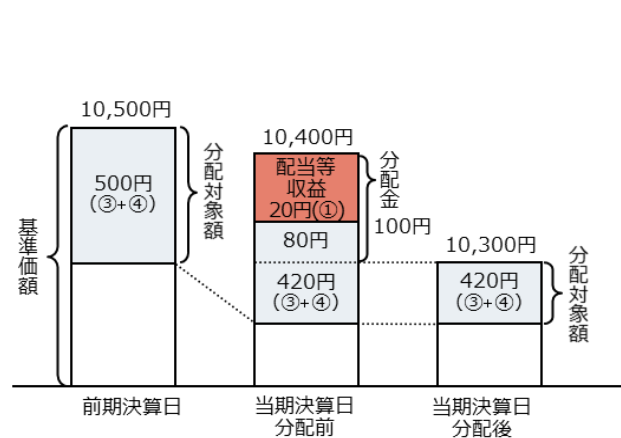 10,500円
500円
(③+④)
分配対象額
基準価額
前期決算日
10,400円
配当等
収益
20円(①)
80円
420円
(③+④)
分配金
100円
当期決算日
分配前
10,300円
420円
(③+④)
分配対象額
当期決算日
分配後